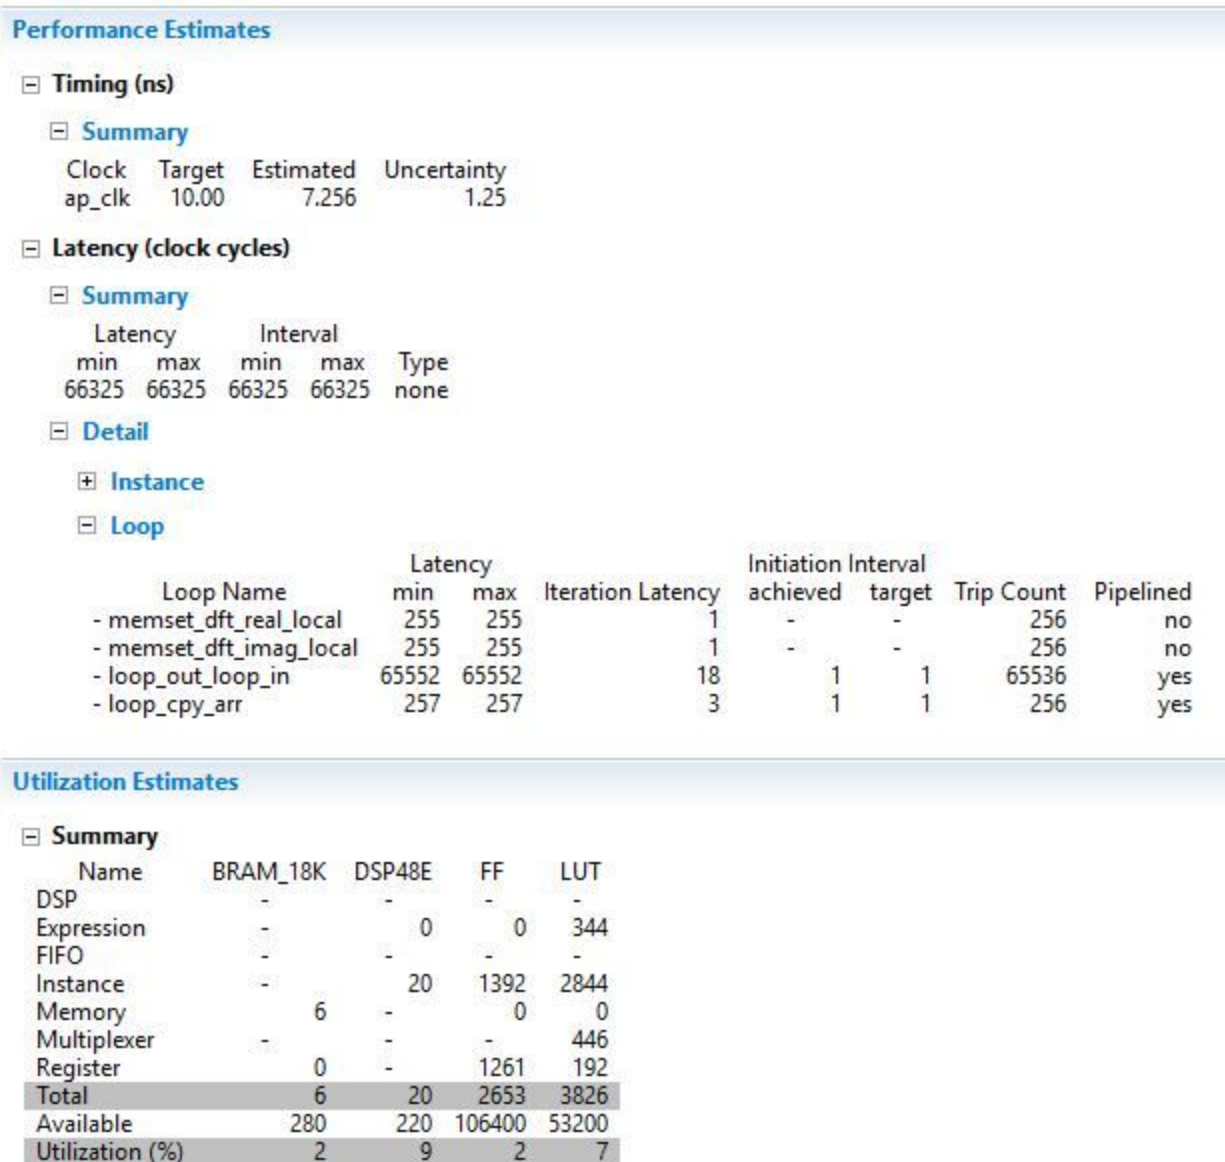 Performance Estimates
Timing (ns)
Summary
Clock Target Estimated Uncertainty
ap_clk 10.00 7.256 1.25
Latency (clock cycles)
Summary
Latency Interval
min max min max Type
66325 66325 66325 66325 none
Detail
Instance
Loop
Latency Initiation Interval
Loop Name min max Iteration Latency achieved target Trip Count Pipelined
- memset_dft_real_local 255 255 1 - - 256 no
- memset_dft_imag_local 255 255 1 - - 256 no
- loop_out_loop_in 65552 65552 18 1 1 65536 yes
- loop_cpy_arr 257 257 3 1 1 256 yes
Utilization Estimates
Summary
Name BRAM_18K DSP48E FF LUT
DSP - - - -
Expression - 0 0 344
FIFO - - - -
Instance - 20 1392 2844
Memory 6 - 0 0
Multiplexer - - - 446
Register 0 - 1261 192
Total 6 20 2653 3826
Available 280 220 106400 53200
Utilization (%) 2 9 2 7